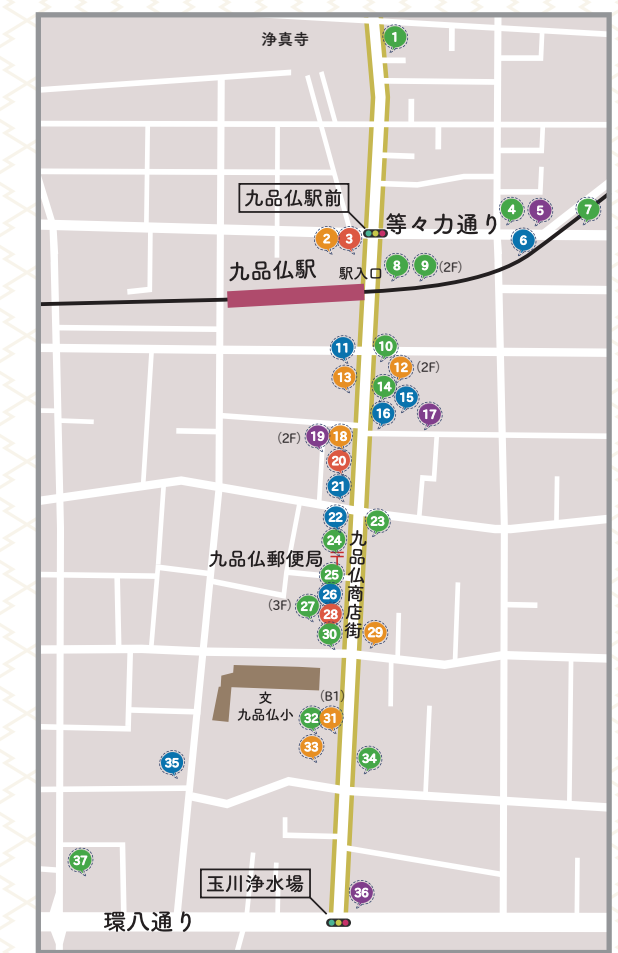 浄真寺
1
九品仏駅前
等々力通り
4
5
7
2
3
6
九品仏駅
駅入口
8
9
(2F)
11
10
12
(2F)
13
14
15
16
17
(2F)
19
18
20
21
22
23
24
九品仏郵便局
〒
25
26
(3F)
27
28
30
29
九品仏商店街
文
九品仏小
(B1)
32
31
33
34
35
37
玉川浄水場
36
環八通り